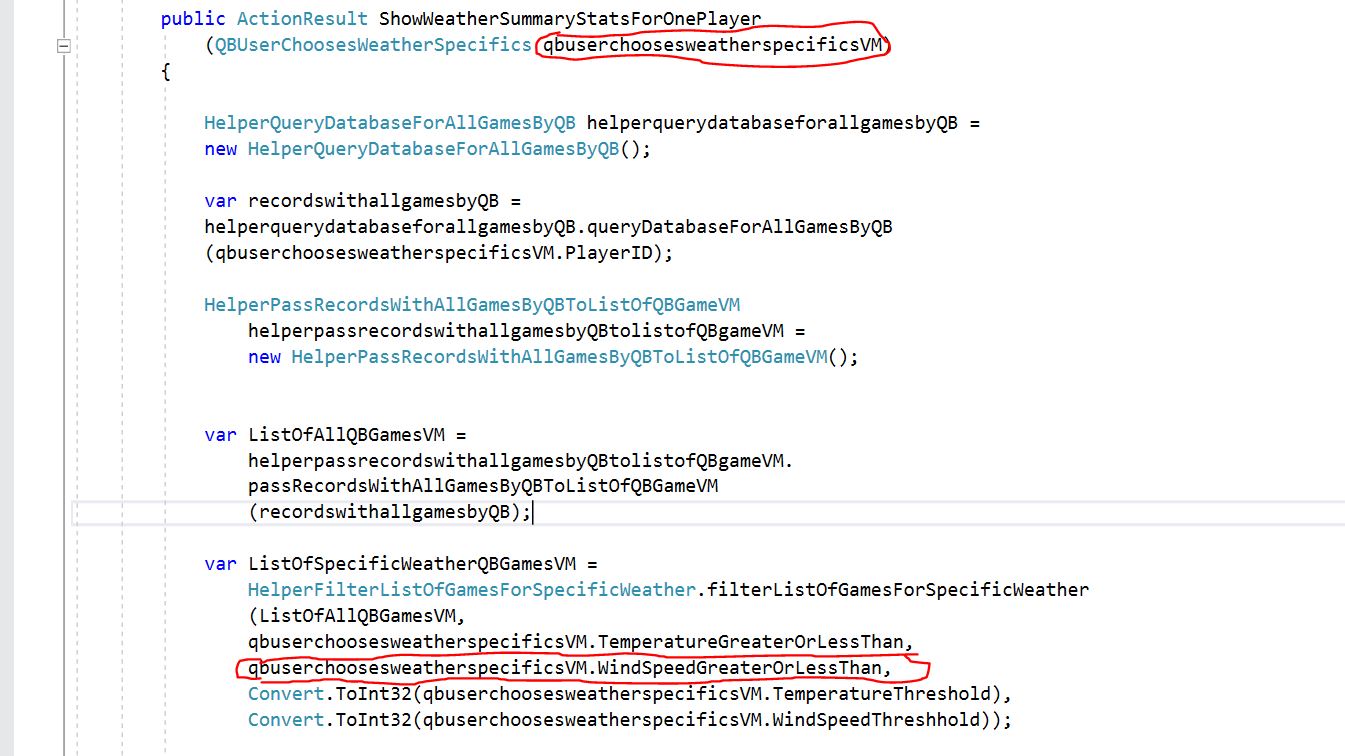 public ActionResult ShowWeatherSummaryStatsForOnePlayer
(QBUserChoosesWeatherSpecifics qbuserchoosesweatherspecificsVM)
{
HelperQueryDatabaseForAllGamesByQB helperquerydatabaseforallgamesbyQB =
new HelperQueryDatabaseForAllGamesByQB();
var recordswithallgamesbyQB =
helperquerydatabaseforallgamesbyQB.queryDatabaseForAllGamesByQB
(qbuserchoosesweatherspecificsVM.PlayerID);
HelperPassRecordsWithAllGamesByQBToListOfQBGameVM
helperpassrecordswithallgamesbyQBtolistofQBgameVM =
new HelperPassRecordsWithAllGamesByQBToListOfQBGameVM();
var ListOfAllQBGamesVM =
helperpassrecordswithallgamesbyQBtolistofQBgameVM.
passRecordsWithAllGamesByQBToListOfQBGameVM
(recordswithallgamesbyQB);
var ListOfSpecificWeatherQBGamesVM =
HelperFilterListOfGamesForSpecificWeather.filterListOfGamesForSpecificWeather
(ListOfAllQBGamesVM,
qbuserchoosesweatherspecificsVM.TemperatureGreaterOrLessThan,
qbuserchoosesweatherspecificsVM.WindSpeedGreaterOrLessThan,
Convert.ToInt32(qbuserchoosesweatherspecificsVM.TemperatureThreshold),
Convert.ToInt32(qbuserchoosesweatherspecificsVM.WindSpeedThreshhold));